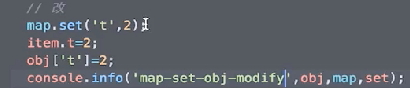 // 改
map.set('t',2);
item.t=2;
obj['t']=2;
console.info('map-set-obj-modify',obj,map,set);